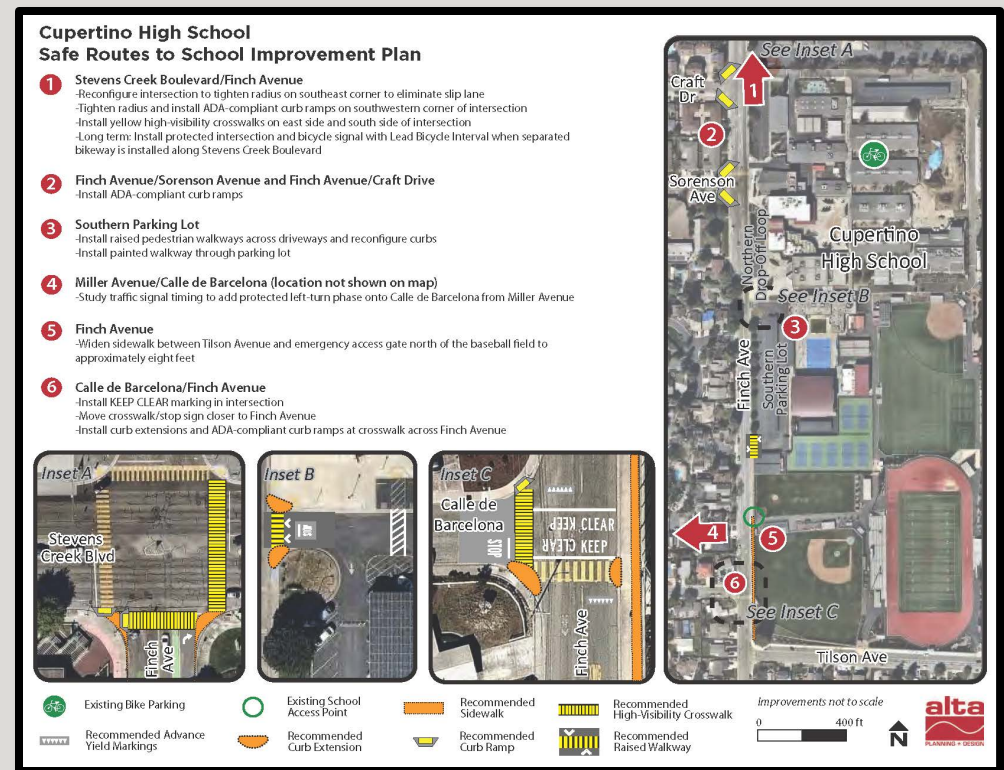 Cupertino High School
Safe Routes to School Improvement Plan
1
Stevens Creek Boulevard/Finch Avenue
-Reconfigure intersection to tighten radius on southeast corner to eliminate slip lane
-Tighten radius and install ADA-compliant curb ramps on southwestern corner of intersection
-Install yellow high-visibility crosswalks on east side and south side of intersection
-Long term: Install protected intersection and bicycle signal with Lead Bicycle Interval when separated
bikeway is installed along Stevens Creek Boulevard
2
Finch Avenue/Sorenson Avenue and Finch Avenue/Craft Drive
-Install ADA-compliant curb ramps
3
Southern Parking Lot
-Install raised pedestrian walkways across driveways and reconfigure curbs
-Install painted walkway through parking lot
4
Miller Avenue/Calle de Barcelona (location not shown on map)
-Study traffic signal timing to add protected left-turn phase onto Calle de Barcelona from Miller Avenue
5
Finch Avenue
-Widen sidewalk between Tilson Avenue and emergency access gate north of the baseball field to
approximately eight feet
6
Calle de Barcelona/Finch Avenue
-Install KEEP CLEAR marking in intersection
-Move crosswalk/stop sign closer to Finch Avenue
-Install curb extensions and ADA-compliant curb ramps at crosswalk across Finch Avenue
See Inset A
1
Craft
Dr
2
Sorenson
Ave
Northern
Drop-Off Loop
Cupertino
High School
See Inset B
3
Finch Ave
Southern
Parking Lot
4
5
6
See Inset C
Tilson Ave
Inset A
Stevens
Creek Blvd
Finch
Ave
Inset B
Inset C
Calle de
Barcelona
STOP
KEEP CLEAR
CLEAR KEEP
Finch Ave
Existing Bike Parking
Existing School
Access Point
Recommended
Sidewalk
Recommended
High-Visibility Crosswalk
Recommended Advance
Yield Markings
Recommended
Curb Extension
Recommended
Curb Ramp
Recommended
Raised Walkway
Improvements not to scale
0 400 ft
N
alta
PLANNING + DESIGN